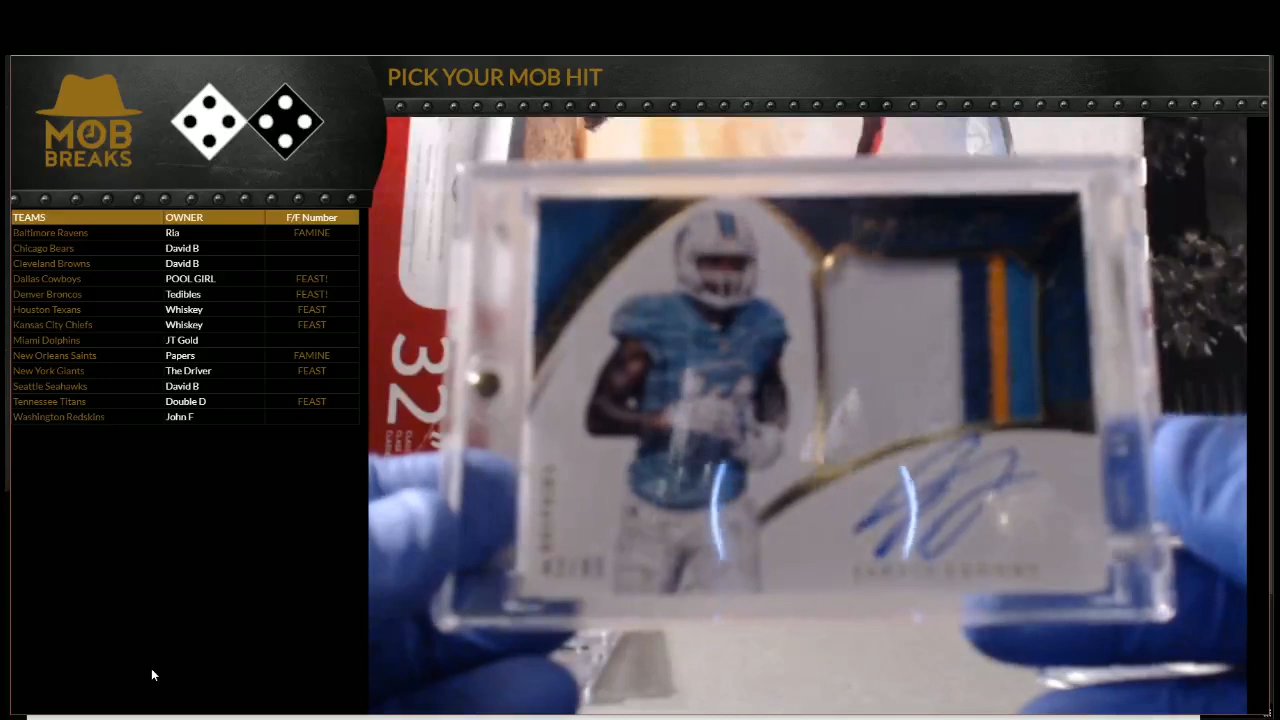 PICK YOUR MOB HIT
MOB
BREAKS
TEAMS OWNER F/F Number
Baltimore Ravens Ria FAMINE
Chicago Bears David B
Cleveland Browns David B
Dallas Cowboys POOL GIRL FEAST!
Denver Broncos Tedibles FEAST!
Houston Texans Whiskey FEAST
Kansas City Chiefs Whiskey FEAST
Miami Dolphins JT Gold
New Orleans Saints Papers FAMINE
New York Giants The Driver FEAST
Seattle Seahawks David B
Tennessee Titans Double D FEAST
Washington Redskins John F
32"